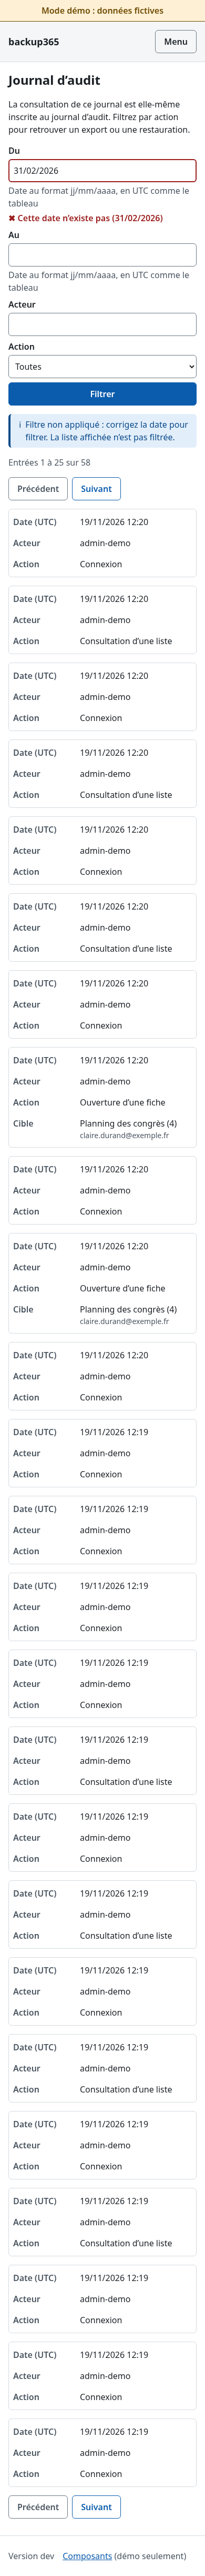 Mode démo : données fictives
backup365
Menu
Journal d’audit
La consultation de ce journal est elle-même
inscrite au journal d’audit. Filtrez par action
pour retrouver un export ou une restauration.
Du
31/02/2026
Date au format jj/mm/aaaa, en UTC comme le
tableau
✖ Cette date n’existe pas (31/02/2026)
Au
Date au format jj/mm/aaaa, en UTC comme le
tableau
Acteur
Action
Toutes
Filtrer
i Filtre non appliqué : corrigez la date pour
filtrer. La liste affichée n’est pas filtrée.
Entrées 1 à 25 sur 58
Précédent Suivant
Date (UTC) 19/11/2026 12:20
Acteur admin-demo
Action Connexion
Date (UTC) 19/11/2026 12:20
Acteur admin-demo
Action Consultation d’une liste
Date (UTC) 19/11/2026 12:20
Acteur admin-demo
Action Connexion
Date (UTC) 19/11/2026 12:20
Acteur admin-demo
Action Consultation d’une liste
Date (UTC) 19/11/2026 12:20
Acteur admin-demo
Action Connexion
Date (UTC) 19/11/2026 12:20
Acteur admin-demo
Action Consultation d’une liste
Date (UTC) 19/11/2026 12:20
Acteur admin-demo
Action Connexion
Date (UTC) 19/11/2026 12:20
Acteur admin-demo
Action Ouverture d’une fiche
Cible Planning des congrès (4)
claire.durand@exemple.fr
Date (UTC) 19/11/2026 12:20
Acteur admin-demo
Action Connexion
Date (UTC) 19/11/2026 12:20
Acteur admin-demo
Action Ouverture d’une fiche
Cible Planning des congrès (4)
claire.durand@exemple.fr
Date (UTC) 19/11/2026 12:20
Acteur admin-demo
Action Connexion
Date (UTC) 19/11/2026 12:19
Acteur admin-demo
Action Connexion
Date (UTC) 19/11/2026 12:19
Acteur admin-demo
Action Connexion
Date (UTC) 19/11/2026 12:19
Acteur admin-demo
Action Connexion
Date (UTC) 19/11/2026 12:19
Acteur admin-demo
Action Connexion
Date (UTC) 19/11/2026 12:19
Acteur admin-demo
Action Consultation d’une liste
Date (UTC) 19/11/2026 12:19
Acteur admin-demo
Action Connexion
Date (UTC) 19/11/2026 12:19
Acteur admin-demo
Action Consultation d’une liste
Date (UTC) 19/11/2026 12:19
Acteur admin-demo
Action Connexion
Date (UTC) 19/11/2026 12:19
Acteur admin-demo
Action Consultation d’une liste
Date (UTC) 19/11/2026 12:19
Acteur admin-demo
Action Connexion
Date (UTC) 19/11/2026 12:19
Acteur admin-demo
Action Consultation d’une liste
Date (UTC) 19/11/2026 12:19
Acteur admin-demo
Action Connexion
Date (UTC) 19/11/2026 12:19
Acteur admin-demo
Action Connexion
Date (UTC) 19/11/2026 12:19
Acteur admin-demo
Action Connexion
Précédent Suivant
Version dev Composants (démo seulement)